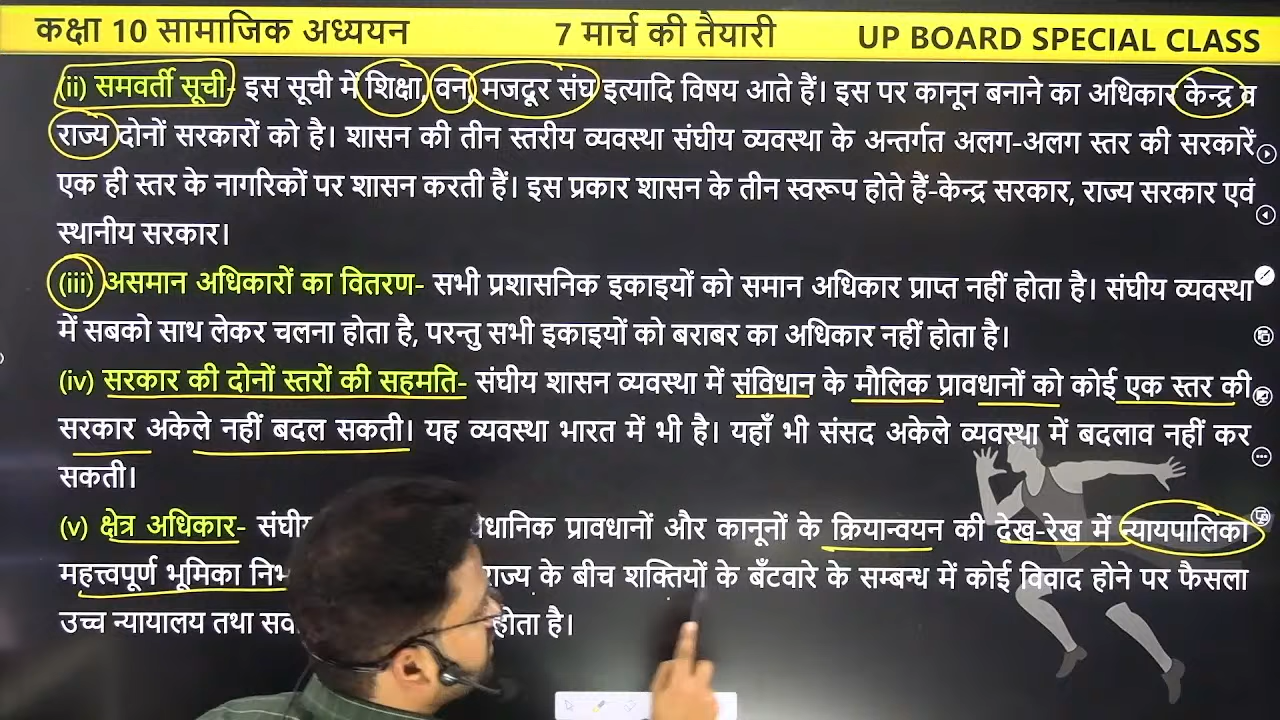 कक्षा 10 सामाजिक अध्ययन 7 मार्च की तैयारी UP BOARD SPECIAL CLASS
(ii) समवर्ती सूची- इस सूची में शिक्षा, वन, मजदूर संघ इत्यादि विषय आते हैं। इस पर कानून बनाने का अधिकार केन्द्र व
राज्य दोनों सरकारों को है। शासन की तीन स्तरीय व्यवस्था संघीय व्यवस्था के अन्तर्गत अलग-अलग स्तर की सरकारें
एक ही स्तर के नागरिकों पर शासन करती हैं। इस प्रकार शासन के तीन स्वरूप होते हैं-केन्द्र सरकार, राज्य सरकार एवं
स्थानीय सरकार।
(iii) असमान अधिकारों का वितरण- सभी प्रशासनिक इकाइयों को समान अधिकार प्राप्त नहीं होता है। संघीय व्यवस्था
में सबको साथ लेकर चलना होता है, परन्तु सभी इकाइयों को बराबर का अधिकार नहीं होता है।
(iv) सरकार की दोनों स्तरों की सहमति- संघीय शासन व्यवस्था में संविधान के मौलिक प्रावधानों को कोई एक स्तर की
सरकार अकेले नहीं बदल सकती। यह व्यवस्था भारत में भी है। यहाँ भी संसद अकेले व्यवस्था में बदलाव नहीं कर
सकती।
(v) क्षेत्र अधिकार- प्रावधानों और कानूनों के क्रियान्वयन की देख-रेख में न्यायपालिका
महत्त्वपूर्ण भूमिका राज्य के बीच शक्तियों के बँटवारे के सम्बन्ध में कोई विवाद होने पर फैसला
उच्च न्यायालय तथा होता है।